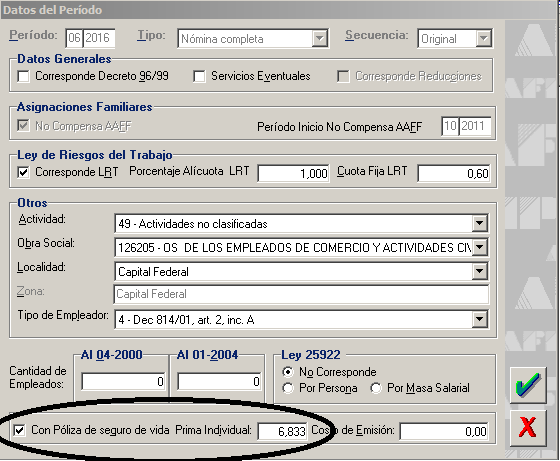 Datos del Período
Período: 06 2016 Tipo: Nómina completa Secuencia: Original
Datos Generales
Corresponde Decreto 96/99 Servicios Eventuales Corresponde Reducciones
Asignaciones Familiares
No Compensa AAFF Período Inicio No Compensa AAFF 10 2011
Ley de Riesgos del Trabajo
Corresponde LRT Porcentaje Alícuota LRT 1,000 Cuota Fija LRT 0,60
Otros
Actividad: 49 - Actividades no clasificadas
Obra Social: 126205 - OS DE LOS EMPLEADOS DE COMERCIO Y ACTIVIDADES CIV
Localidad: Capital Federal
Zona: Capital Federal
Tipo de Empleador: 4 - Dec 814/01, art. 2, inc. A
Al 04-2000 Al 01-2004 Ley 25922
Cantidad de Empleados: 0 0 No Corresponde
Por Persona Por Masa Salarial
Con Póliza de seguro de vida Prima Individual: 6,833 Costo de Emisión: 0,00